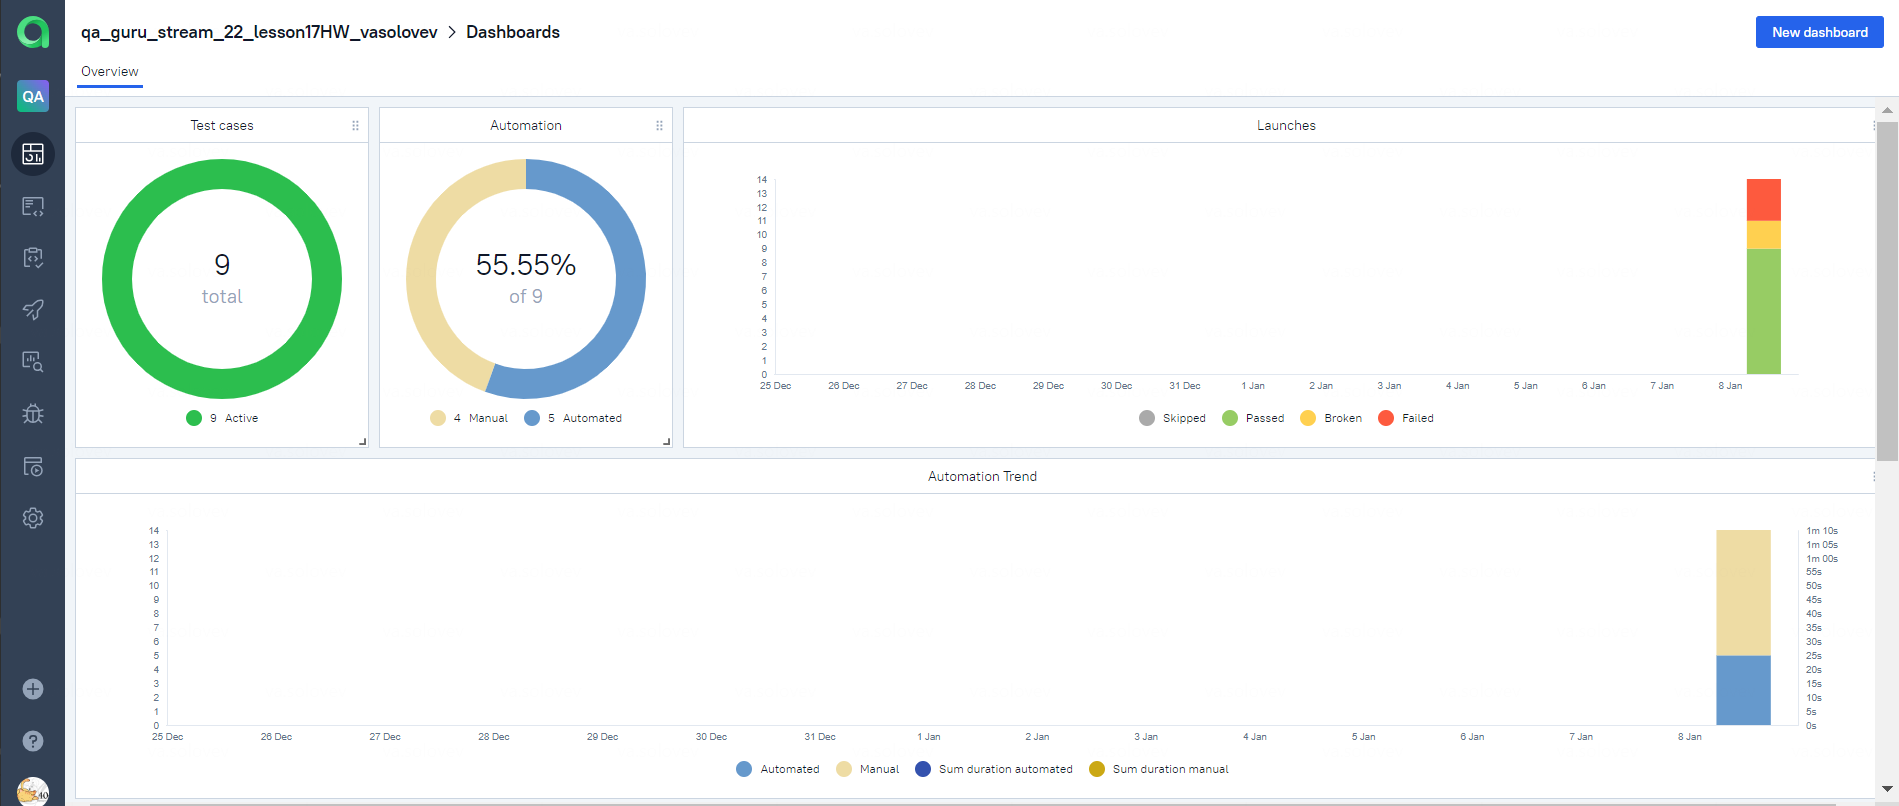 qa_guru_stream_22_lesson17HW_vasolovev > Dashboards
New dashboard
Overview
QA
Test cases
9
total
9 Active
Automation
55.55%
of 9
4 Manual 5 Automated
Launches
14
13
12
11
10
9
8
7
6
5
4
3
2
1
0
25 Dec 26 Dec 27 Dec 28 Dec 29 Dec 30 Dec 31 Dec 1 Jan 2 Jan 3 Jan 4 Jan 5 Jan 6 Jan 7 Jan 8 Jan
Skipped Passed Broken Failed
Automation Trend
14
13
12
11
10
9
8
7
6
5
4
3
2
1
0
1m 10s
1m 05s
1m 00s
55s
50s
45s
40s
35s
30s
25s
20s
15s
10s
5s
0s
25 Dec 26 Dec 27 Dec 28 Dec 29 Dec 30 Dec 31 Dec 1 Jan 2 Jan 3 Jan 4 Jan 5 Jan 6 Jan 7 Jan 8 Jan
Automated Manual Sum duration automated Sum duration manual